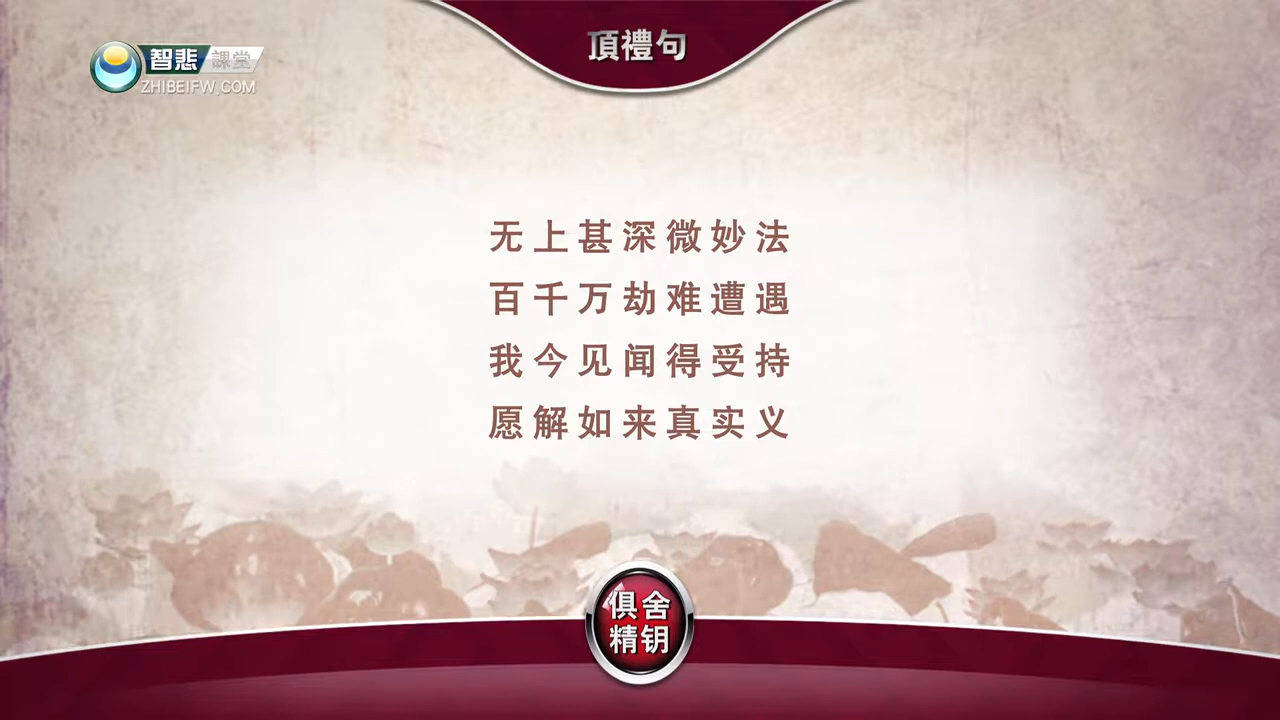 頂禮句
智悲課堂
ZHIBEIFW.COM
无上甚深微妙法
百千万劫难遭遇
我今见闻得受持
愿解如来真实义
俱舍
精钥